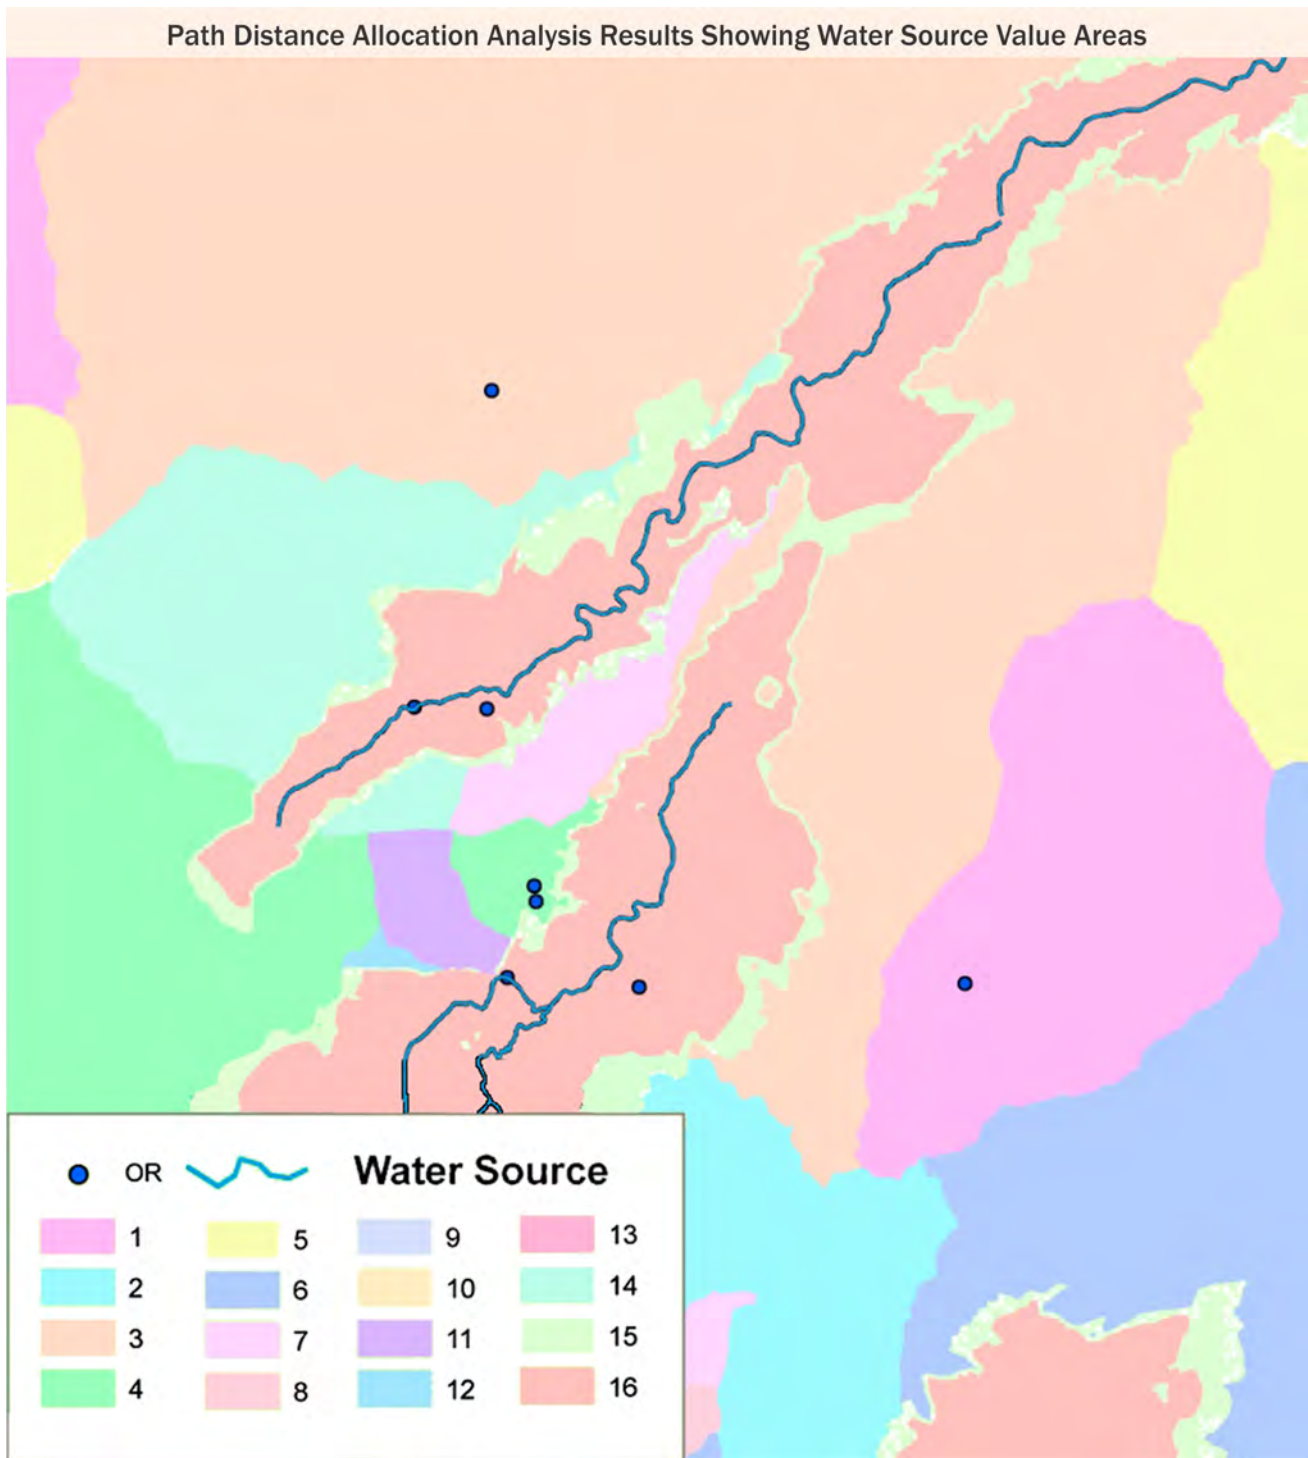 Path Distance Allocation Analysis Results Showing Water Source Value Areas
OR Water Source
1 5 9 13
2 6 10 14
3 7 11 15
4 8 12 16